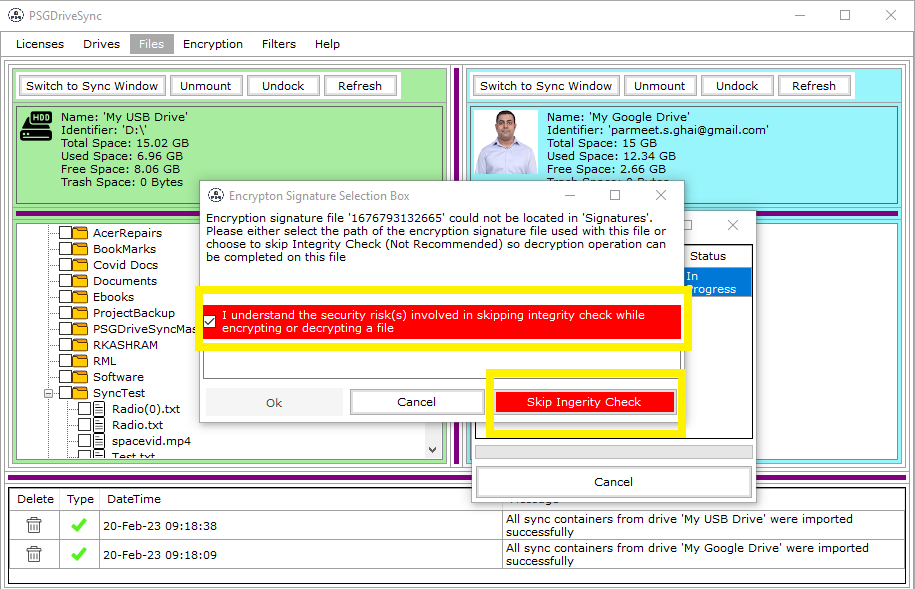 PSGDriveSync
Licenses Drives Files Encryption Filters Help
Switch to Sync Window Unmount Undock Refresh
HDD
Name: 'My USB Drive'
Identifier: 'D:\'
Total Space: 15.02 GB
Used Space: 6.96 GB
Free Space: 8.06 GB
Trash Space: 0 Bytes
Switch to Sync Window Unmount Undock Refresh
Name: 'My Google Drive'
Identifier: 'parmeet.s.ghai@gmail.com'
Total Space: 15 GB
Used Space: 12.34 GB
Free Space: 2.66 GB
Trash Space: 2.66 GB
AcerRepairs
BookMarks
Covid Docs
Documents
Ebooks
ProjectBackup
PSGDriveSyncMas
RKASHRAM
RML
Software
SyncTest
Radio(0).txt
Radio.txt
spacevid.mp4
Test.txt
Encrypton Signature Selection Box
Encryption signature file '1676793132665' could not be located in 'Signatures'.
Please either select the path of the encryption signature file used with this file or
choose to skip Integrity Check (Not Recommended) so decryption operation can
be completed on this file
I understand the security risk(s) involved in skipping integrity check while
encrypting or decrypting a file
Ok Cancel Skip Ingerity Check
Status
In
Progress
Cancel
Delete Type DateTime Message
20-Feb-23 09:18:38
All sync containers from drive 'My USB Drive' were imported
successfully
20-Feb-23 09:18:09
All sync containers from drive 'My Google Drive' were imported
successfully